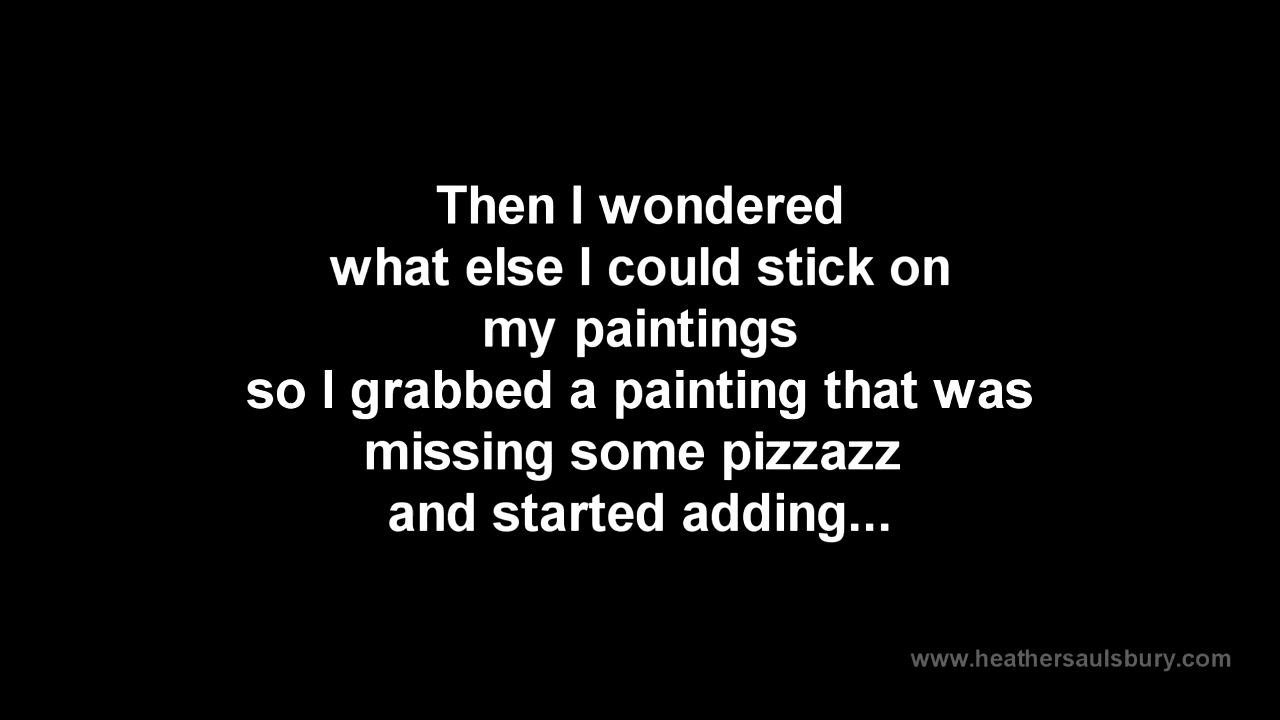 Then I wondered
what else I could stick on
my paintings
so I grabbed a painting that was
missing some pizzazz
and started adding...
www.heathersaulsbury.com